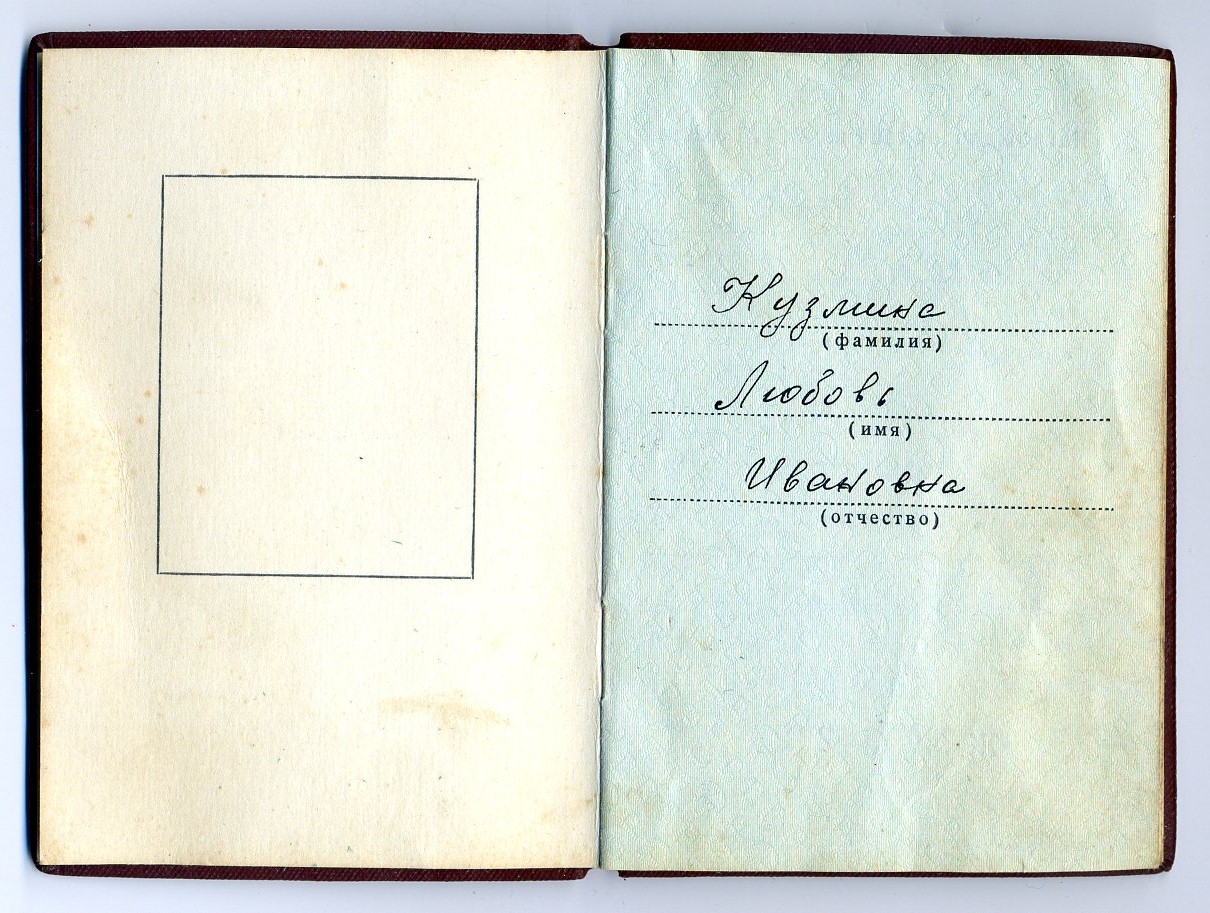 Кузмина
(фамилия)
Любовь
(имя)
Ивановна
(отчество)